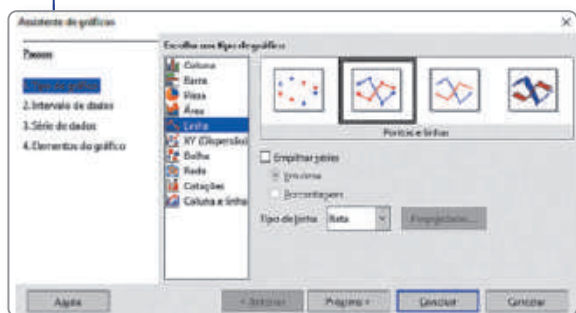 Assistente de gráficos
Passos
1.Tipo de gráfico
2.Intervalo de dados
3.Série de dados
4.Elementos do gráfico
Escolha um tipo de gráfico
Coluna
Barra
Pizza
Área
Linha
XY (Dispersão)
Bolha
Rede
Cotações
Coluna e linha
Pontos e linhas
Empilhar séries
Em cima
Porcentagem
Tipo de linha Reta Propriedades...
Ajuda
< Anterior
Próximo >
Concluir
Cancelar